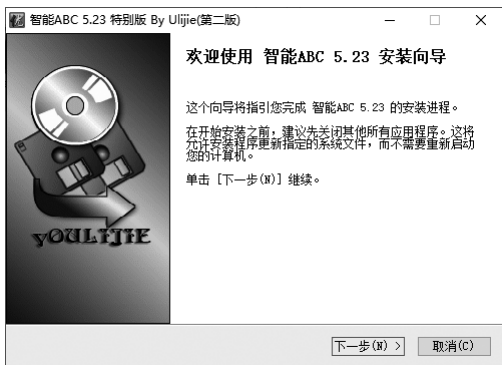 智能ABC 5.23 特别版 By Ulijie(第二版)
欢迎使用 智能ABC 5.23 安装向导
这个向导将指引您完成 智能ABC 5.23 的安装进程。
在开始安装之前，建议先关闭其他所有应用程序。这将
允许安装程序更新指定的系统文件，而不需要重新启动
您的计算机。
单击 [下一步(N)] 继续。
yOULIJIE
下一步(N) >
取消(C)